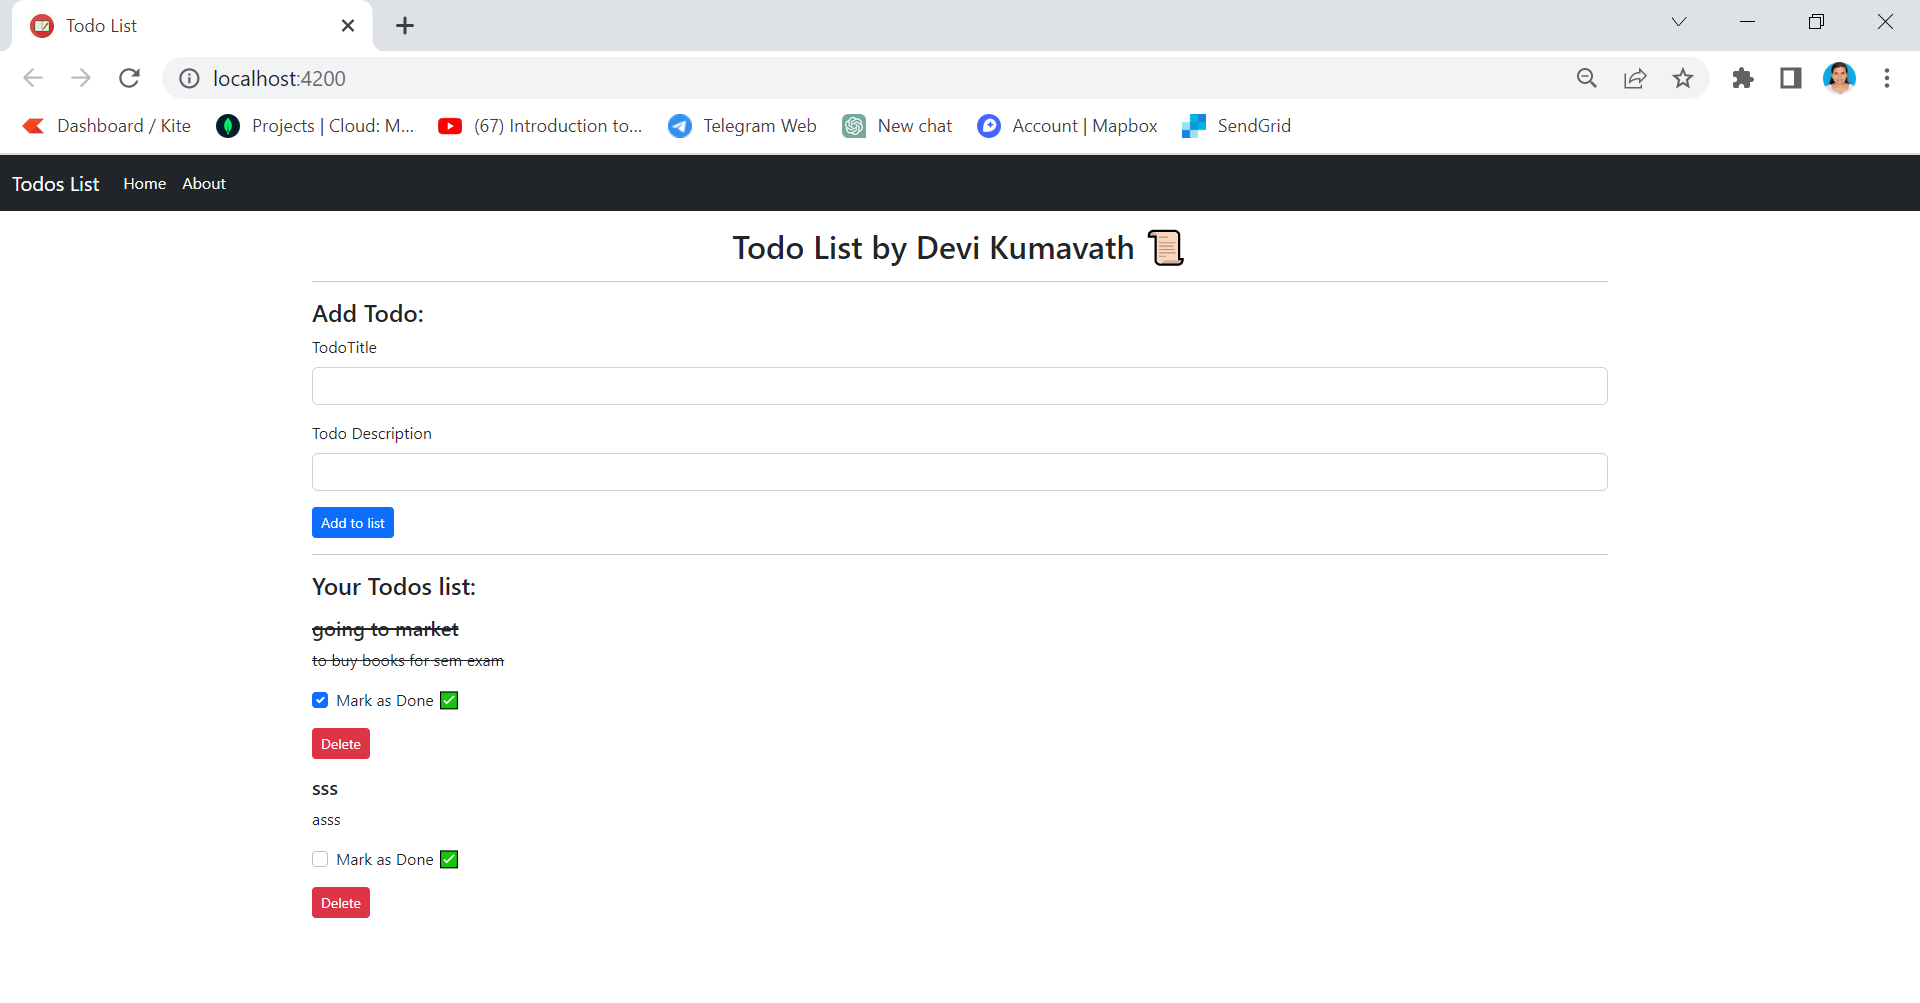 Todo List
localhost:4200
Dashboard / Kite Projects | Cloud: M... (67) Introduction to... Telegram Web New chat Account | Mapbox SendGrid
Todos List Home About
Todo List by Devi Kumavath 📜
Add Todo:
TodoTitle
Todo Description
Add to list
Your Todos list:
going to market
to buy books for sem exam
Mark as Done ✅
Delete
sss
asss
Mark as Done ✅
Delete